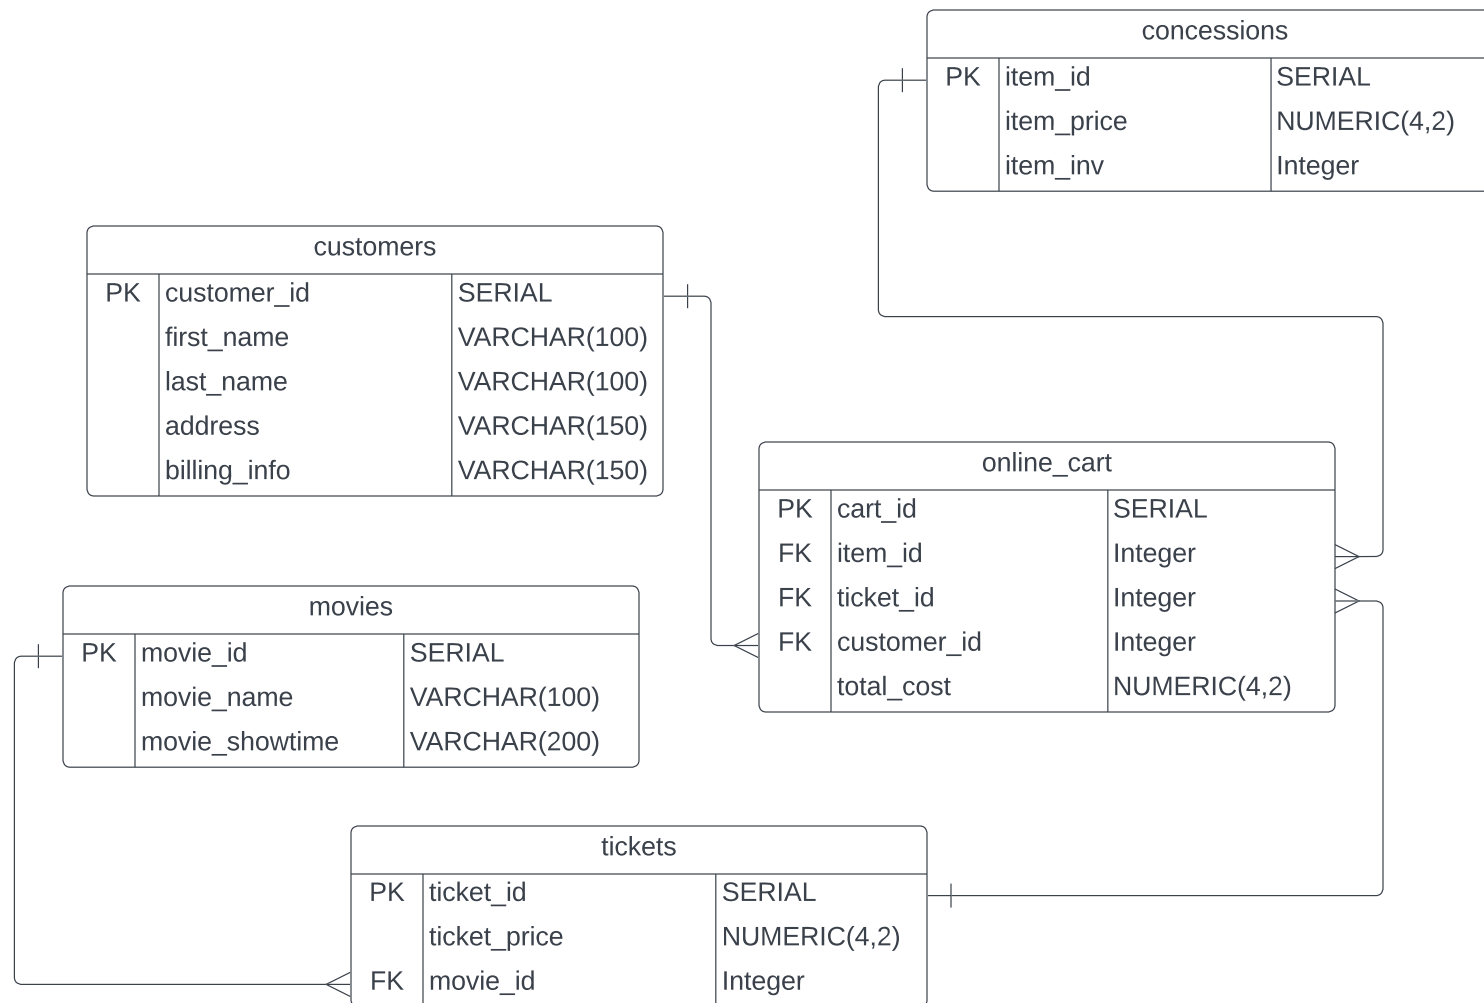 concessions
PK item_id SERIAL
item_price NUMERIC(4,2)
item_inv Integer
customers
PK customer_id SERIAL
first_name VARCHAR(100)
last_name VARCHAR(100)
address VARCHAR(150)
billing_info VARCHAR(150)
online_cart
PK cart_id SERIAL
FK item_id Integer
FK ticket_id Integer
FK customer_id Integer
total_cost NUMERIC(4,2)
movies
PK movie_id SERIAL
movie_name VARCHAR(100)
movie_showtime VARCHAR(200)
tickets
PK ticket_id SERIAL
ticket_price NUMERIC(4,2)
FK movie_id Integer